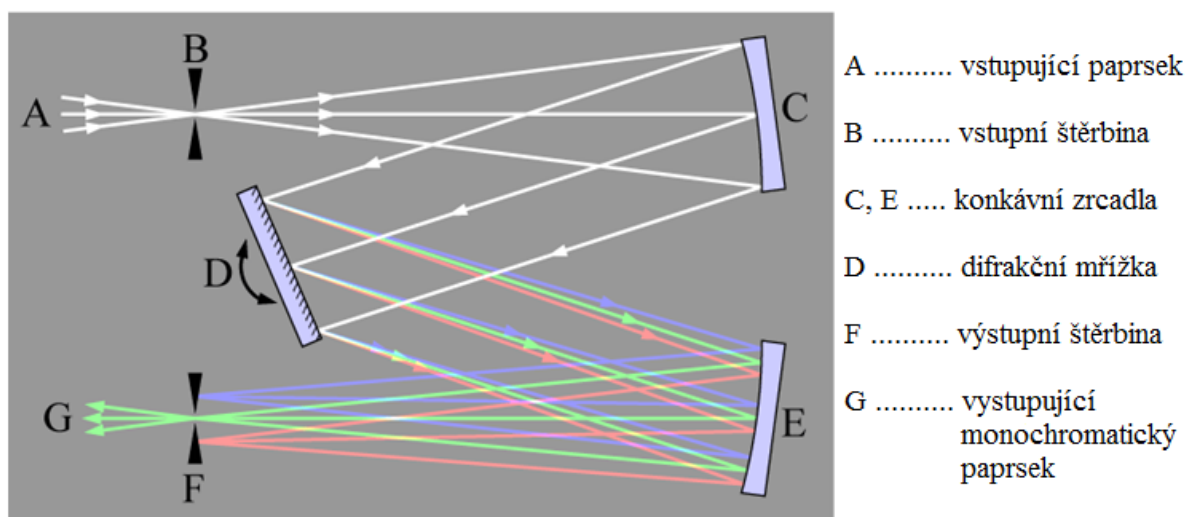 B
A
C
D
G
E
F
A .......... vstupující paprsek
B .......... vstupní štěrbina
C, E ..... konkávní zrcadla
D .......... difrakční mřížka
F .......... výstupní štěrbina
G .......... vystupující
monochromatický
paprsek